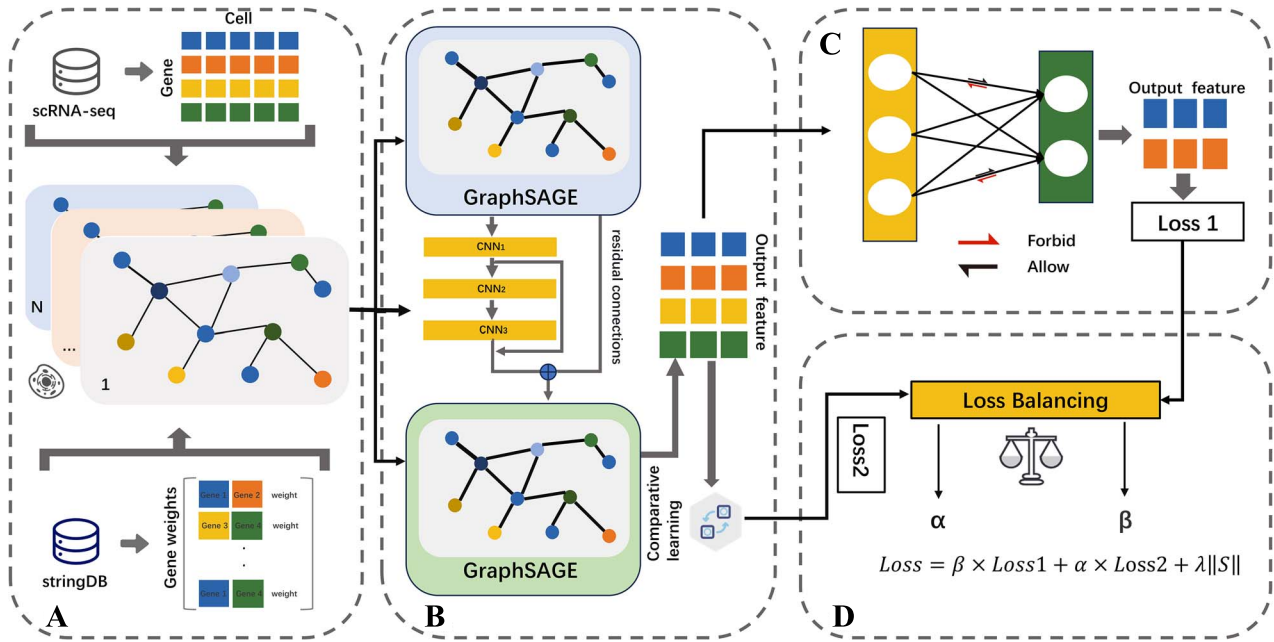 Cell
Gene
scRNA-seq
N
...
1
Gene weights
Gene 1 Gene 2 weight
Gene 3 Gene 4 weight
.
.
Gene 1 Gene 4 weight
stringDB
A
GraphSAGE
CNN1
CNN2
CNN3
residual connections
GraphSAGE
Output feature
Comparative
learning
B
C
Output feature
Loss 1
Forbid
Allow
Loss Balancing
Loss2
α
β
Loss = β × Loss1 + α × Loss2 + λ‖S‖
D